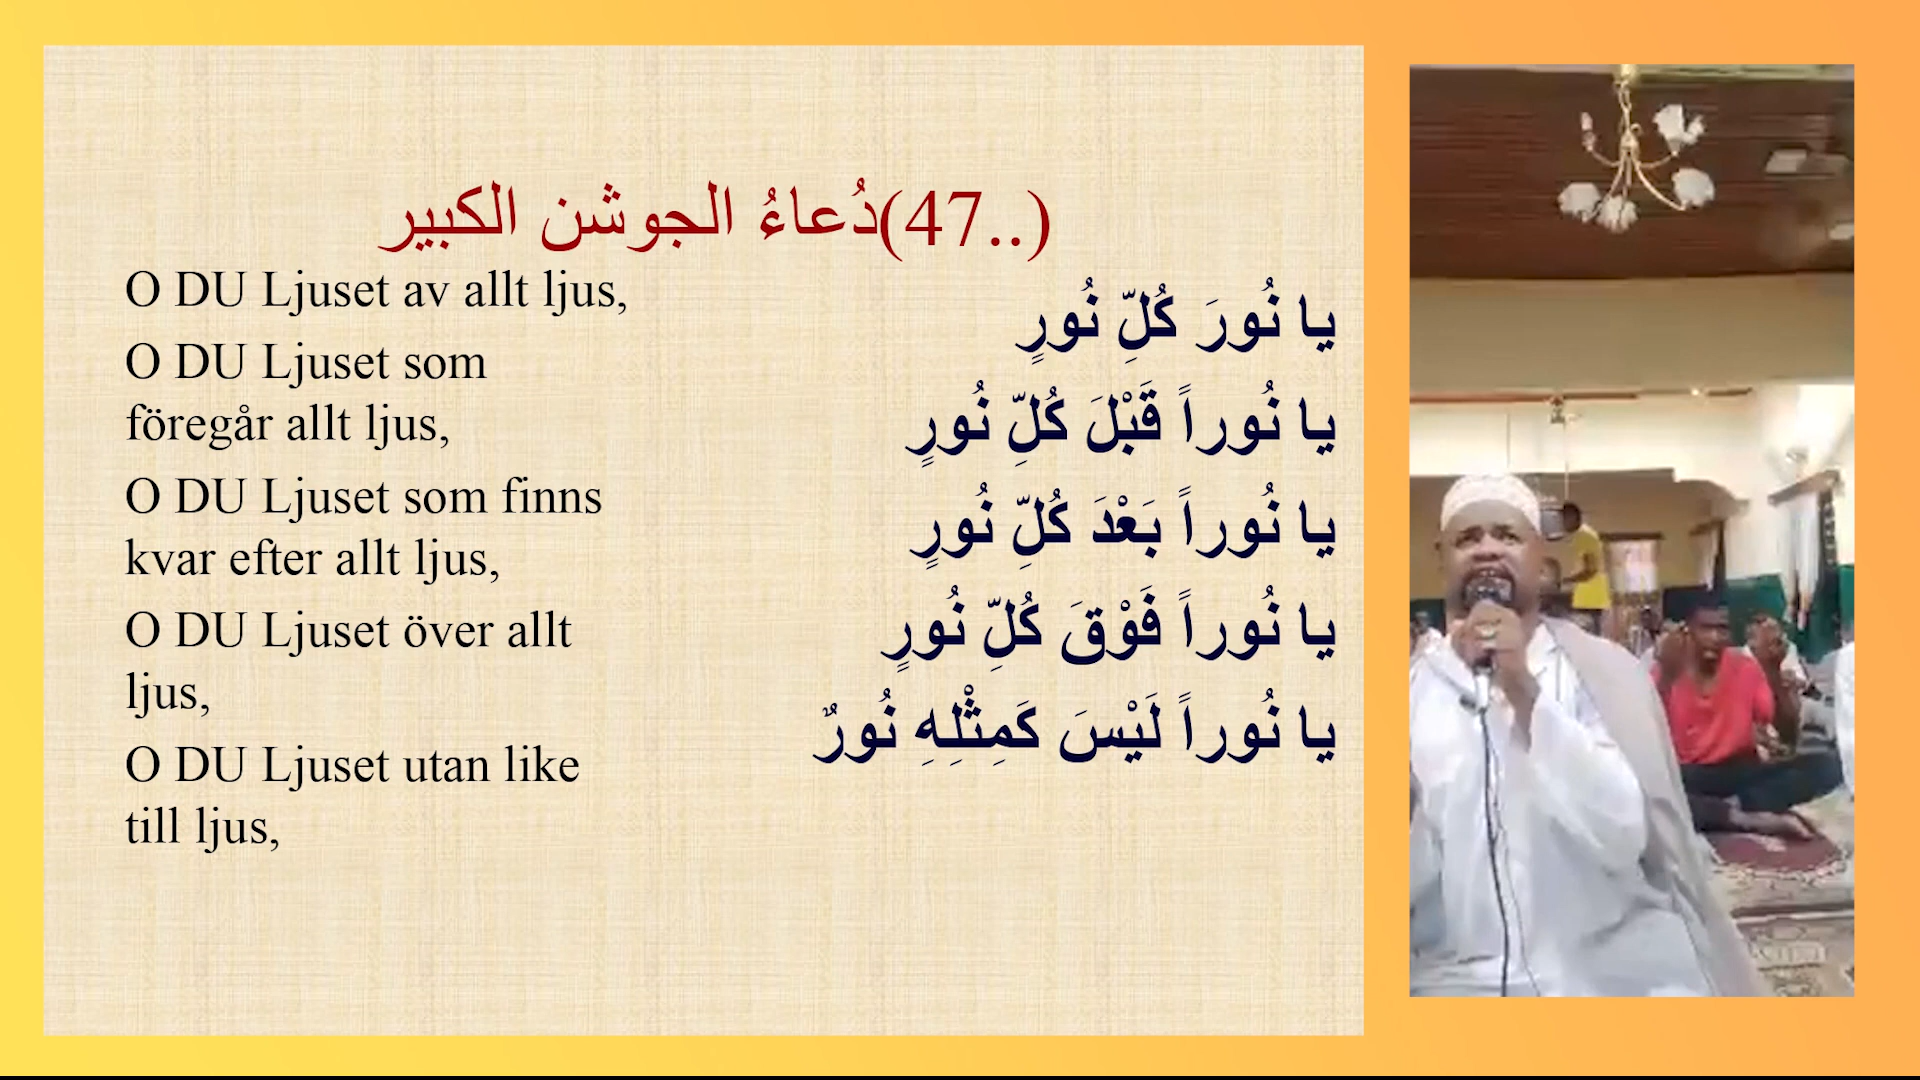 (..47)دُعاءُ الجوشن الكبير
O DU Ljuset av allt ljus,
O DU Ljuset som
föregår allt ljus,
O DU Ljuset som finns
kvar efter allt ljus,
O DU Ljuset över allt
ljus,
O DU Ljuset utan like
till ljus,
يا نُورَ كُلِّ نُورٍ
يا نُوراً قَبْلَ كُلِّ نُورٍ
يا نُوراً بَعْدَ كُلِّ نُورٍ
يا نُوراً فَوْقَ كُلِّ نُورٍ
يا نُوراً لَيْسَ كَمِثْلِهِ نُورٌ